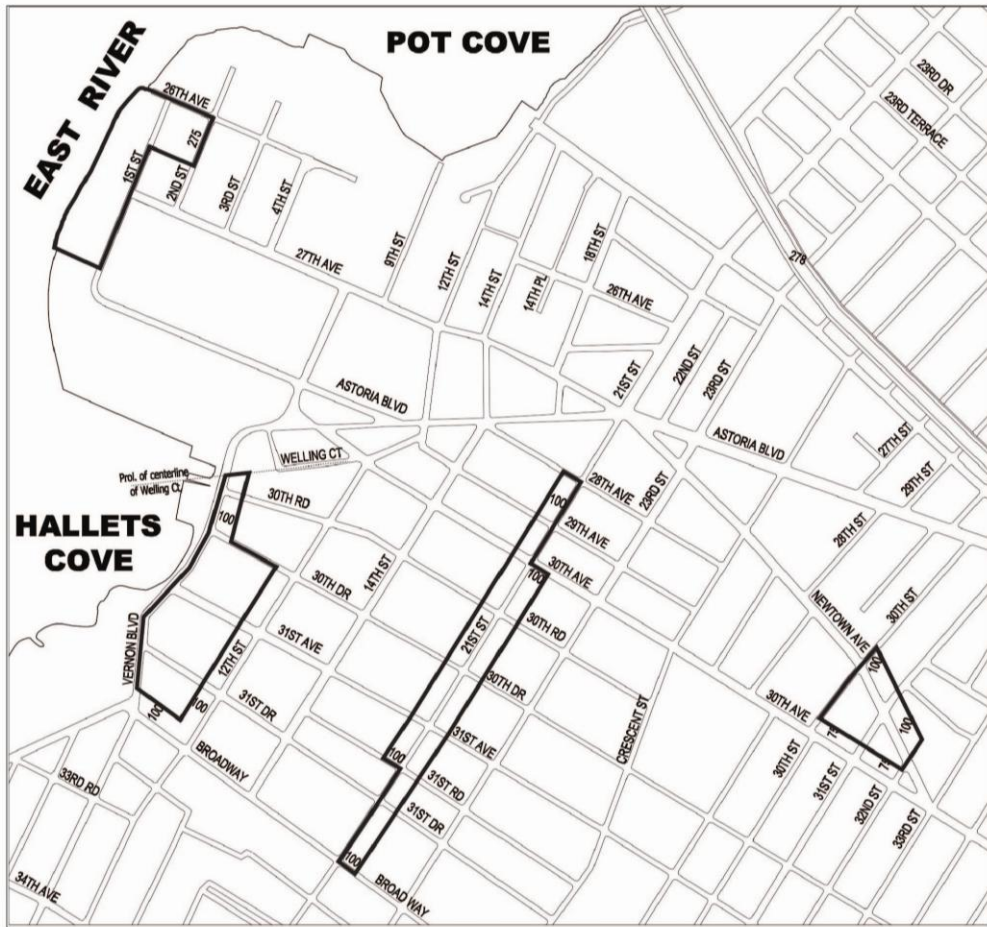 POT COVE
EAST RIVER
23RD DR
23RD TERRACE
26TH AVE
275
1ST ST
2ND ST
3RD ST
4TH ST
27TH AVE
9TH ST
12TH ST
14TH ST
14TH PL
18TH ST
26TH AVE
278
21ST ST
22ND ST
23RD ST
ASTORIA BLVD
ASTORIA BLVD
27TH ST
29TH ST
28TH ST
WELLING CT
Prol. of centerline
of Welling Ct.
30TH RD
100
HALLETS
COVE
100
28TH AVE
23RD ST
29TH AVE
30TH AVE
100
14TH ST
30TH DR
31ST AVE
12TH ST
31ST DR
VERNON BLVD
100
100
BROADWAY
33RD RD
34TH AVE
21ST ST
30TH RD
30TH DR
31ST AVE
100
31ST RD
31ST DR
100
BROAD WAY
CRESCENT ST
NEWTOWN AVE
30TH ST
100
100
30TH AVE
75
75
30TH ST
31ST ST
32ND ST
33RD ST